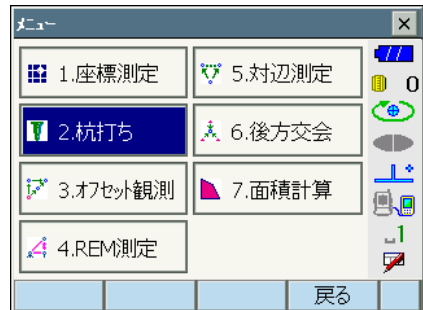 メニュー
1.座標測定
5.対辺測定
2.杭打ち
6.後方交会
3.オフセット観測
7.面積計算
4.REM測定
戻る
0
1